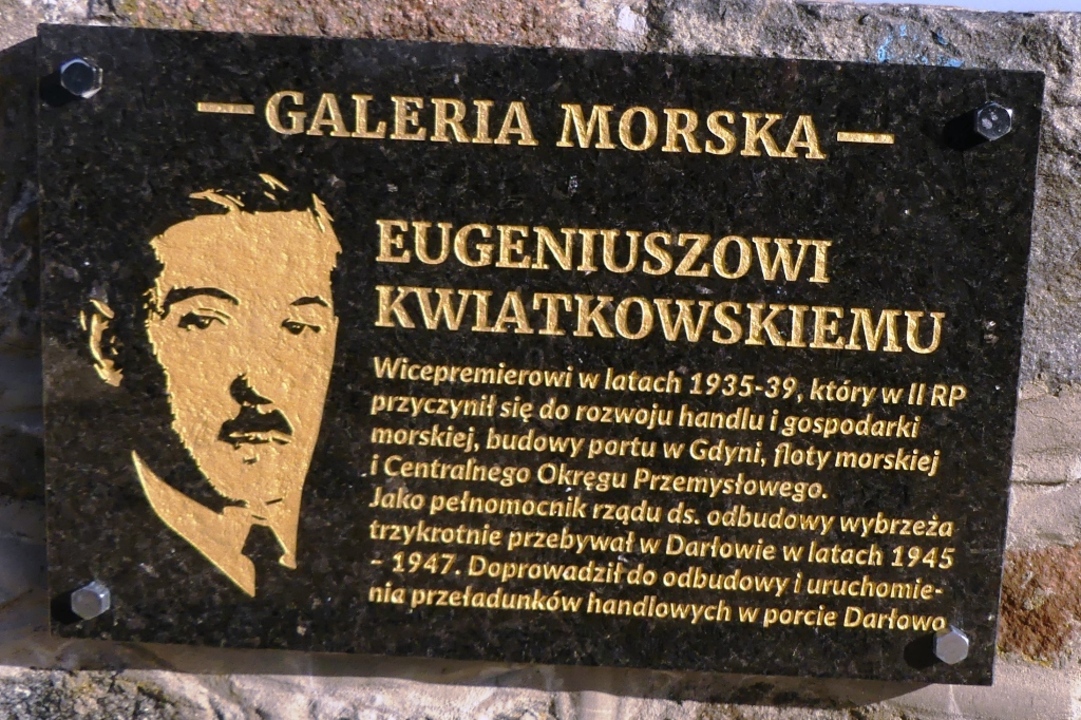 GALERIA MORSKA
EUGENIUSZOWI
KWIATKOWSKIEMU
Wicepremierowi w latach 1935-39, który w II RP
przyczynił się do rozwoju handlu i gospodarki
morskiej, budowy portu w Gdyni, floty morskiej
i Centralnego Okręgu Przemysłowego.
Jako pełnomocnik rządu ds. odbudowy wybrzeża
trzykrotnie przebywał w Darłowie w latach 1945
– 1947. Doprowadził do odbudowy i uruchomie-
nia przeładunków handlowych w porcie Darłowo